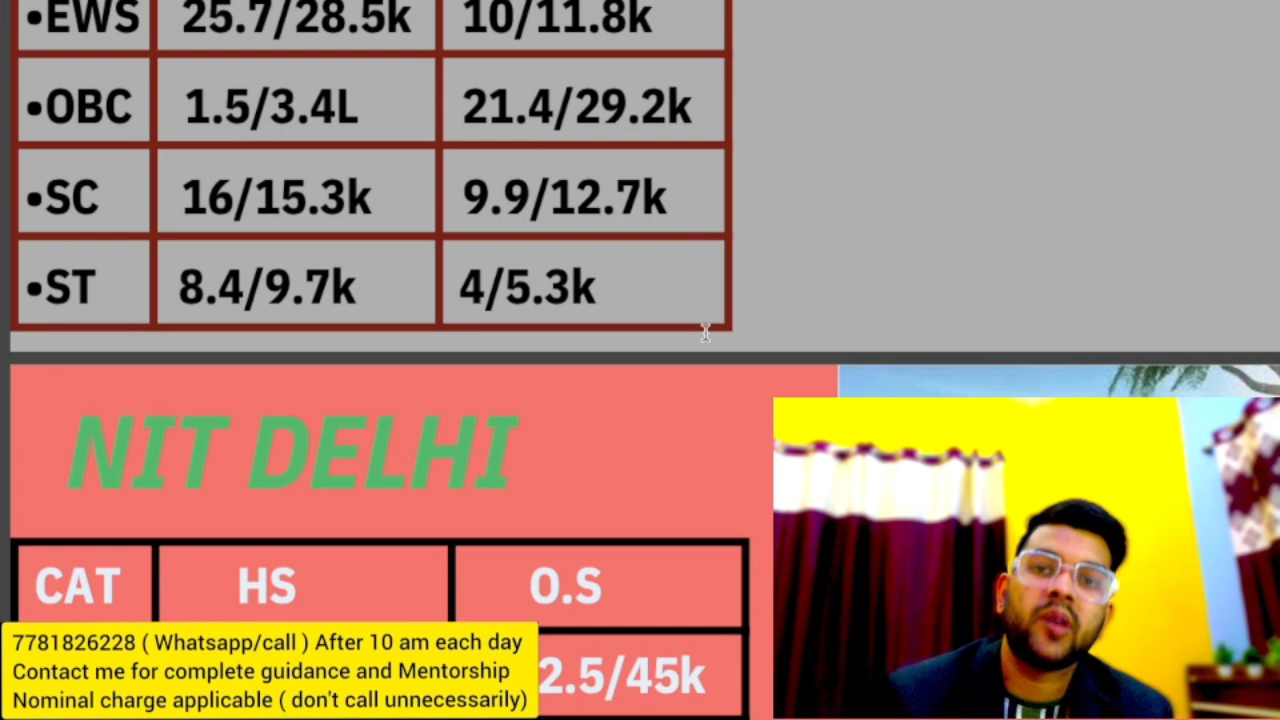 •EWS 25.7/28.5k 10/11.8k
•OBC 1.5/3.4L 21.4/29.2k
•SC 16/15.3k 9.9/12.7k
•ST 8.4/9.7k 4/5.3k
NIT DELHI
CAT HS O.S
2.5/45k
7781826228 ( Whatsapp/call ) After 10 am each day
Contact me for complete guidance and Mentorship
Nominal charge applicable ( don't call unnecessarily)